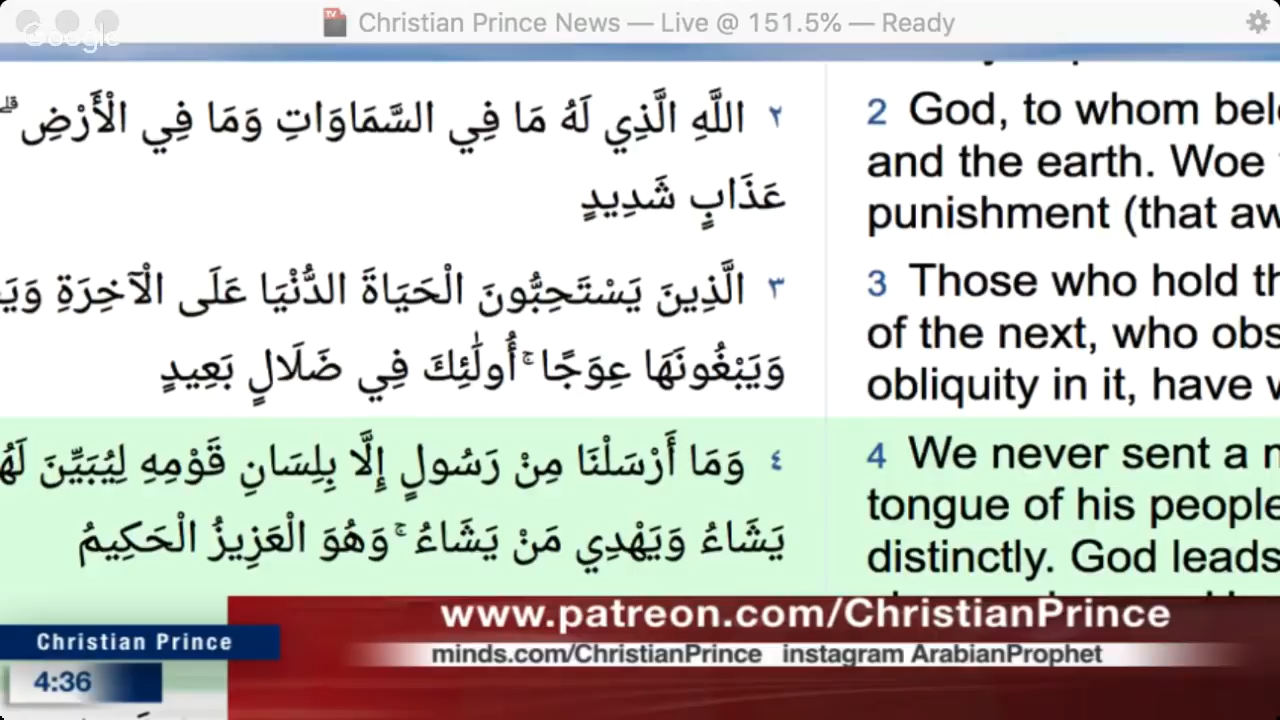 Christian Prince News — Live @ 151.5% — Ready
Google
٢ اللَّهِ الَّذِي لَهُ مَا فِي السَّمَاوَاتِ وَمَا فِي الْأَرْضِ ۗ
عَذَابٍ شَدِيدٍ
٣ الَّذِينَ يَسْتَحِبُّونَ الْحَيَاةَ الدُّنْيَا عَلَى الْآخِرَةِ
وَيَبْغُونَهَا عِوَجًا ۚ أُولَٰئِكَ فِي ضَلَالٍ بَعِيدٍ
٤ وَمَا أَرْسَلْنَا مِنْ رَسُولٍ إِلَّا بِلِسَانِ قَوْمِهِ لِيُبَيِّنَ
يَشَاءُ وَيَهْدِي مَنْ يَشَاءُ ۚ وَهُوَ الْعَزِيزُ الْحَكِيمُ
2 God, to whom bel
and the earth. Woe
punishment (that aw
3 Those who hold th
of the next, who obs
obliquity in it, have w
4 We never sent a m
tongue of his people
distinctly. God leads
www.patreon.com/ChristianPrince
Christian Prince
minds.com/ChristianPrince instagram ArabianProphet
4:36